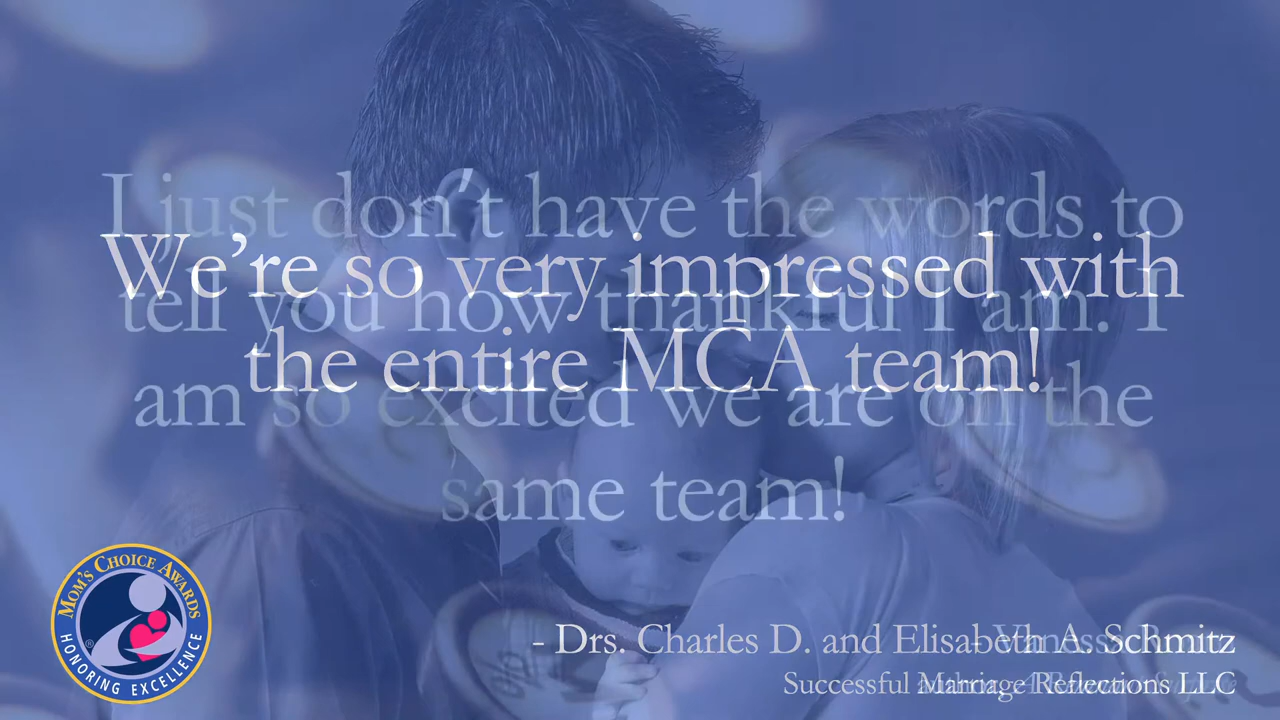 I just don't have the words to
tell you how thankful I am. I
am so excited we are on the
same team!
We're so very impressed with
the entire MCA team!
- Drs. Charles D. and Elisabeth A. Schmitz
Successful Marriage Reflections LLC
- Vanessa
MOM'S CHOICE AWARDS
®
HONORING EXCELLENCE